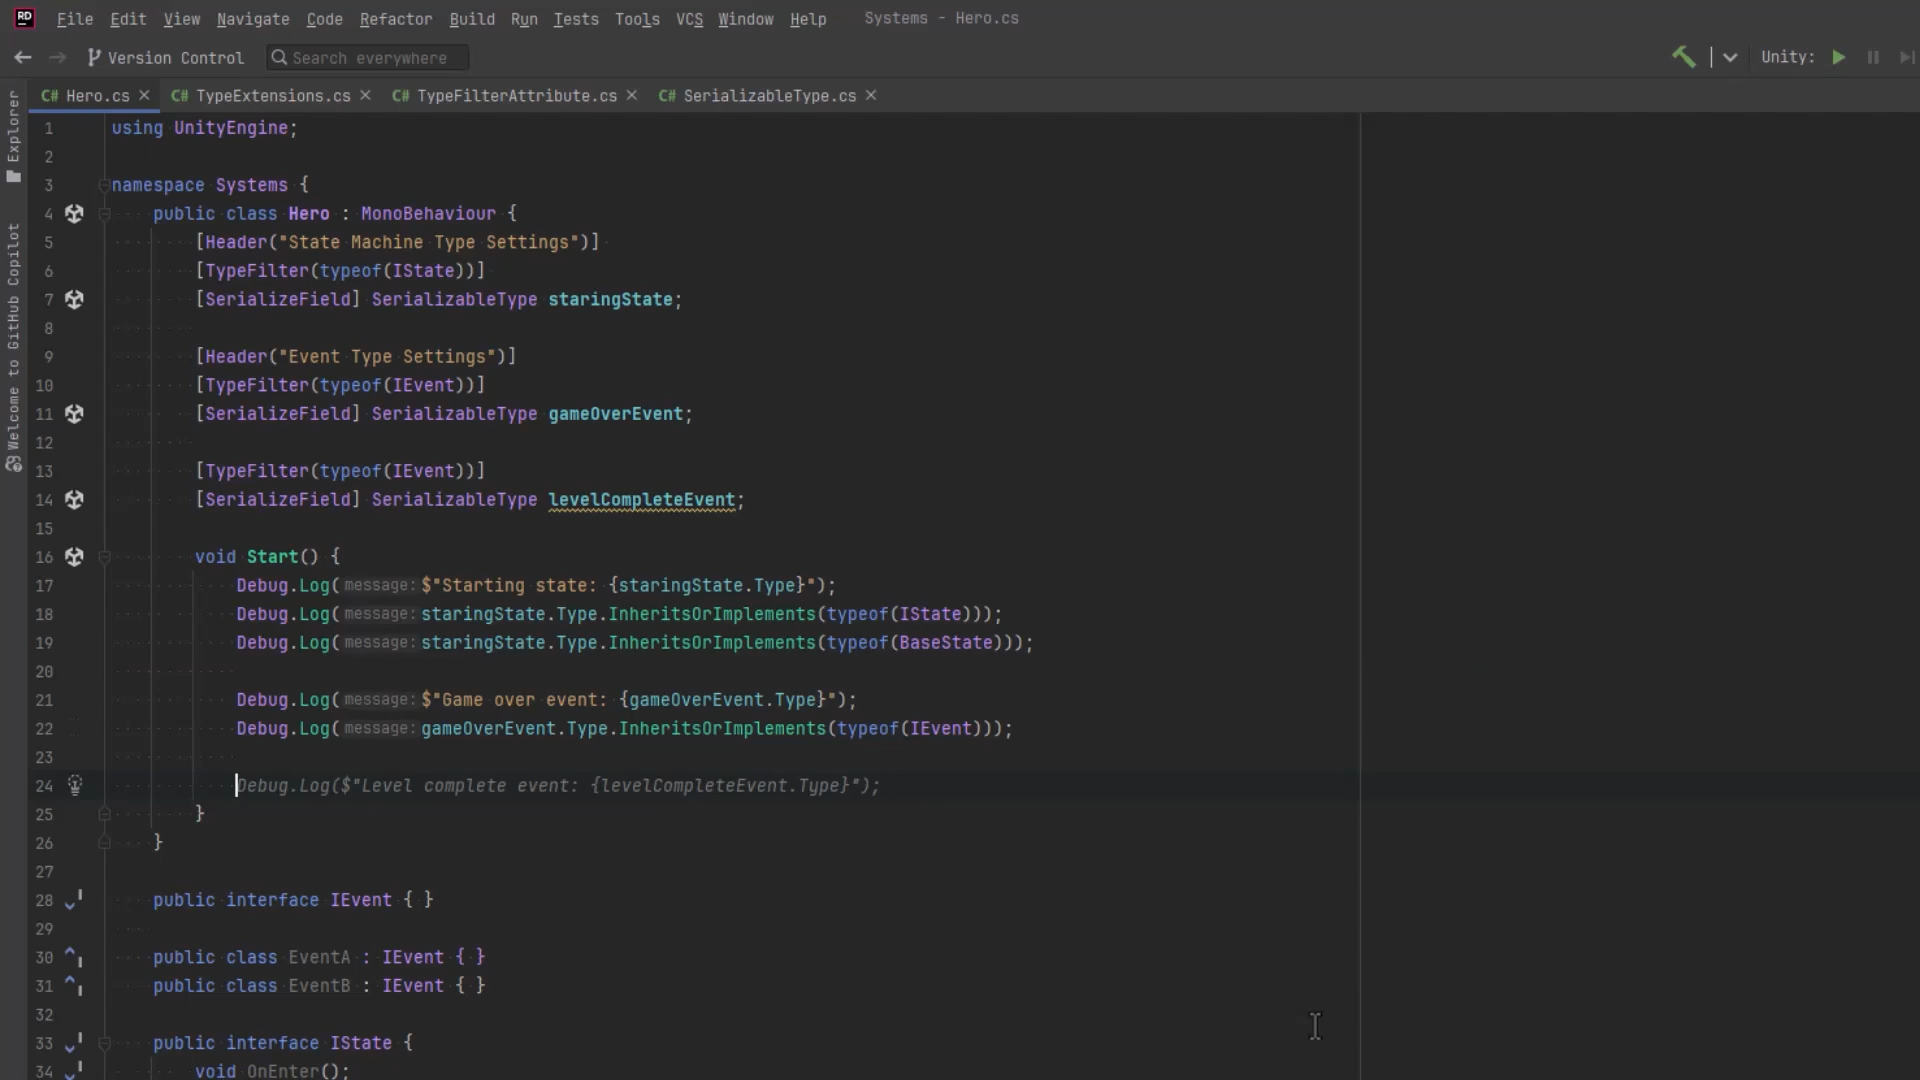 RD File Edit View Navigate Code Refactor Build Run Tests Tools VCS Window Help Systems - Hero.cs
Version Control Search everywhere Unity:
C# Hero.cs C# TypeExtensions.cs C# TypeFilterAttribute.cs C# SerializableType.cs
Explorer
Welcome to GitHub Copilot
1 using UnityEngine;
2
3 namespace Systems {
4 public class Hero : MonoBehaviour {
5 [Header("State Machine Type Settings")]
6 [TypeFilter(typeof(IState))]
7 [SerializeField] SerializableType staringState;
8
9 [Header("Event Type Settings")]
10 [TypeFilter(typeof(IEvent))]
11 [SerializeField] SerializableType gameOverEvent;
12
13 [TypeFilter(typeof(IEvent))]
14 [SerializeField] SerializableType levelCompleteEvent;
15
16 void Start() {
17 Debug.Log(message: $"Starting state: {staringState.Type}");
18 Debug.Log(message: staringState.Type.InheritsOrImplements(typeof(IState)));
19 Debug.Log(message: staringState.Type.InheritsOrImplements(typeof(BaseState)));
20
21 Debug.Log(message: $"Game over event: {gameOverEvent.Type}");
22 Debug.Log(message: gameOverEvent.Type.InheritsOrImplements(typeof(IEvent)));
23
24 Debug.Log($"Level complete event: {levelCompleteEvent.Type}");
25 }
26 }
27
28 public interface IEvent { }
29
30 public class EventA : IEvent { }
31 public class EventB : IEvent { }
32
33 public interface IState {
34 void OnEnter();